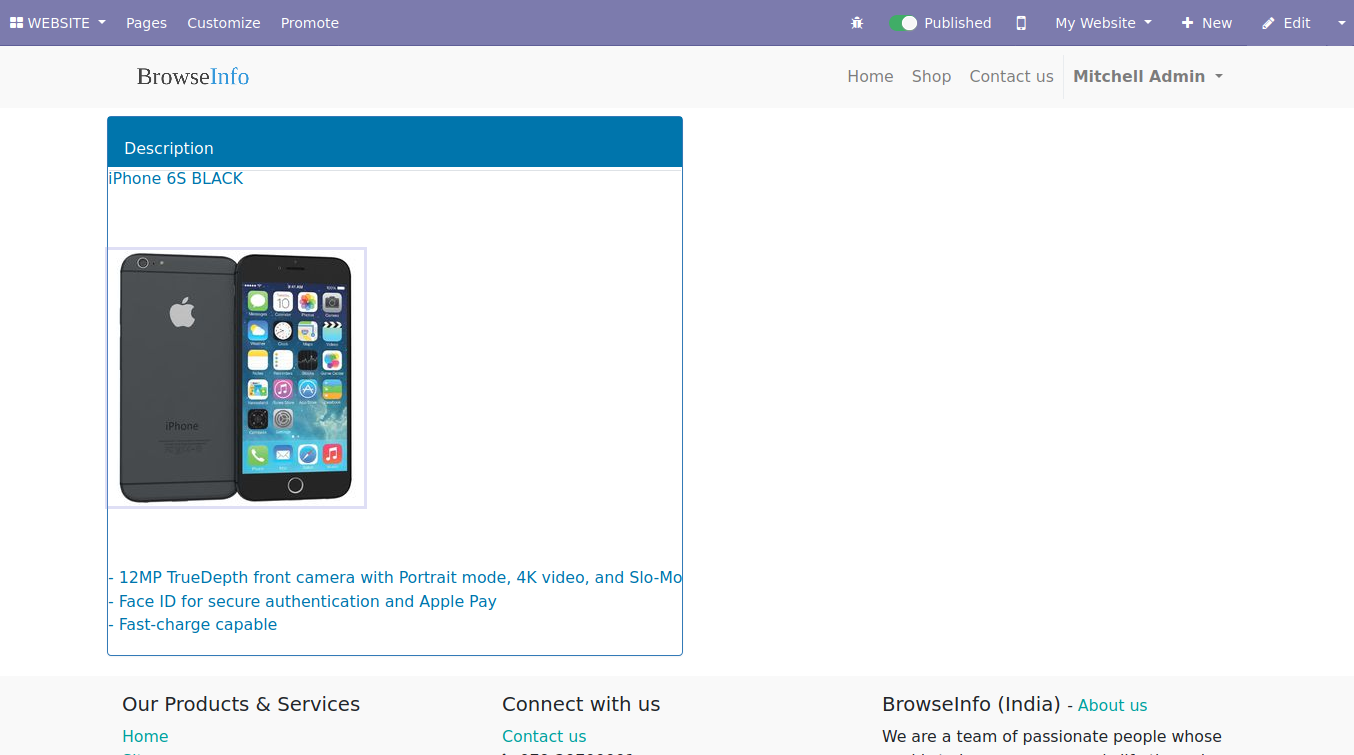 WEBSITE Pages Customize Promote Published My Website New Edit
BrowseInfo Home Shop Contact us Mitchell Admin
Description
iPhone 6S BLACK
iPhone
- 12MP TrueDepth front camera with Portrait mode, 4K video, and Slo-Mo
- Face ID for secure authentication and Apple Pay
- Fast-charge capable
Our Products & Services Connect with us BrowseInfo (India) - About us
Home Contact us We are a team of passionate people whose